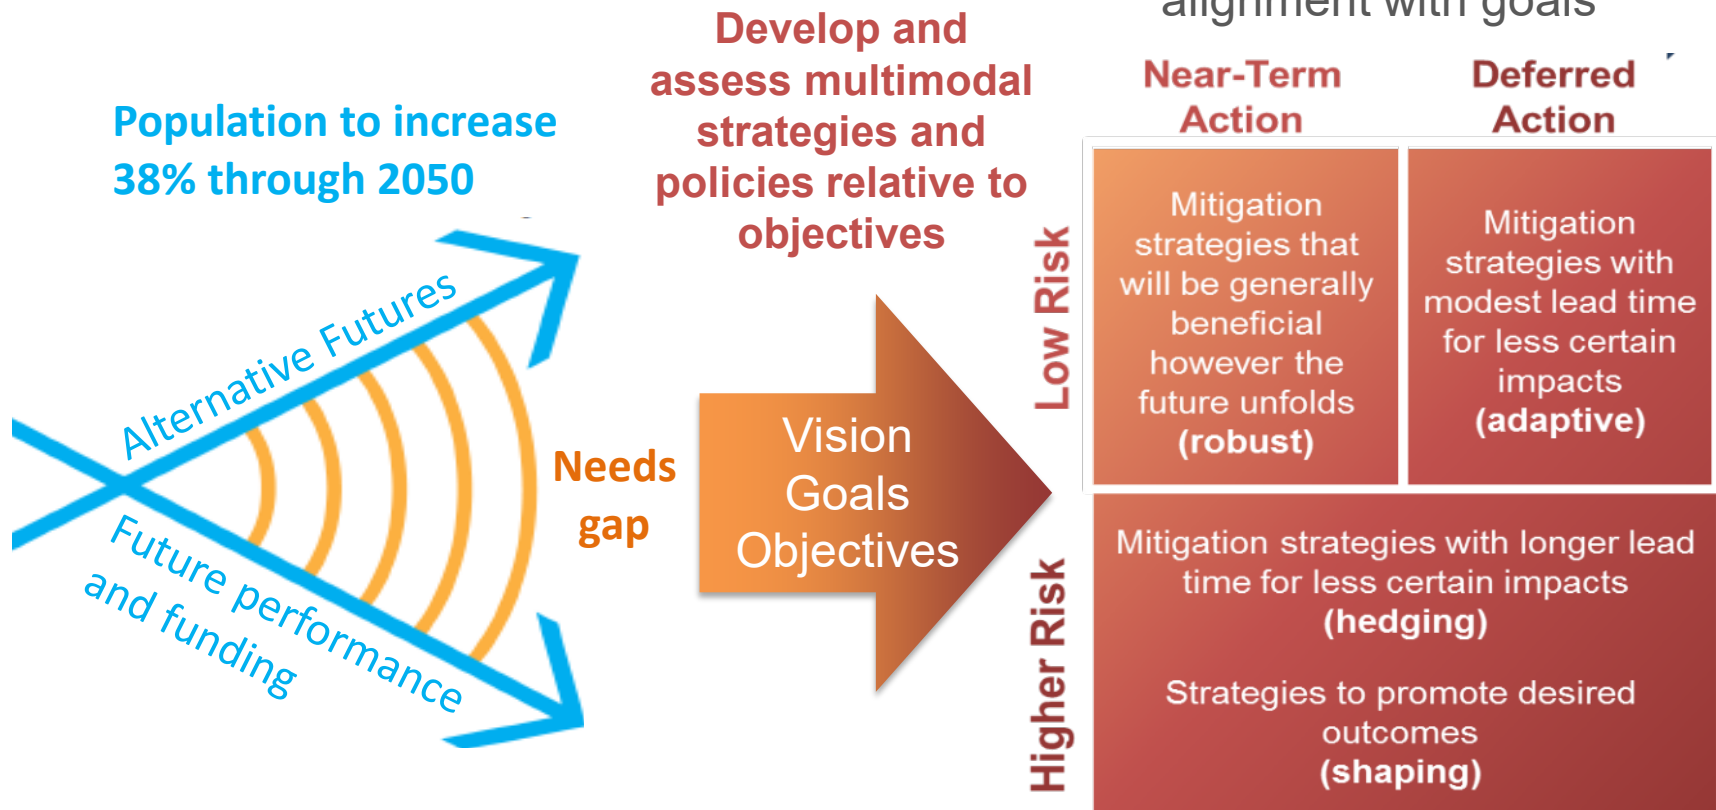 Population to increase
38% through 2050
Alternative Futures
Future performance
and funding
Needs
gap
Develop and
assess multimodal
strategies and
policies relative to
objectives
Vision
Goals
Objectives
alignment with goals
Near-Term
Action
Deferred
Action
Low Risk
Mitigation
strategies that
will be generally
beneficial
however the
future unfolds
(robust)
Mitigation
strategies with
modest lead time
for less certain
impacts
(adaptive)
Higher Risk
Mitigation strategies with longer lead
time for less certain impacts
(hedging)
Strategies to promote desired
outcomes
(shaping)